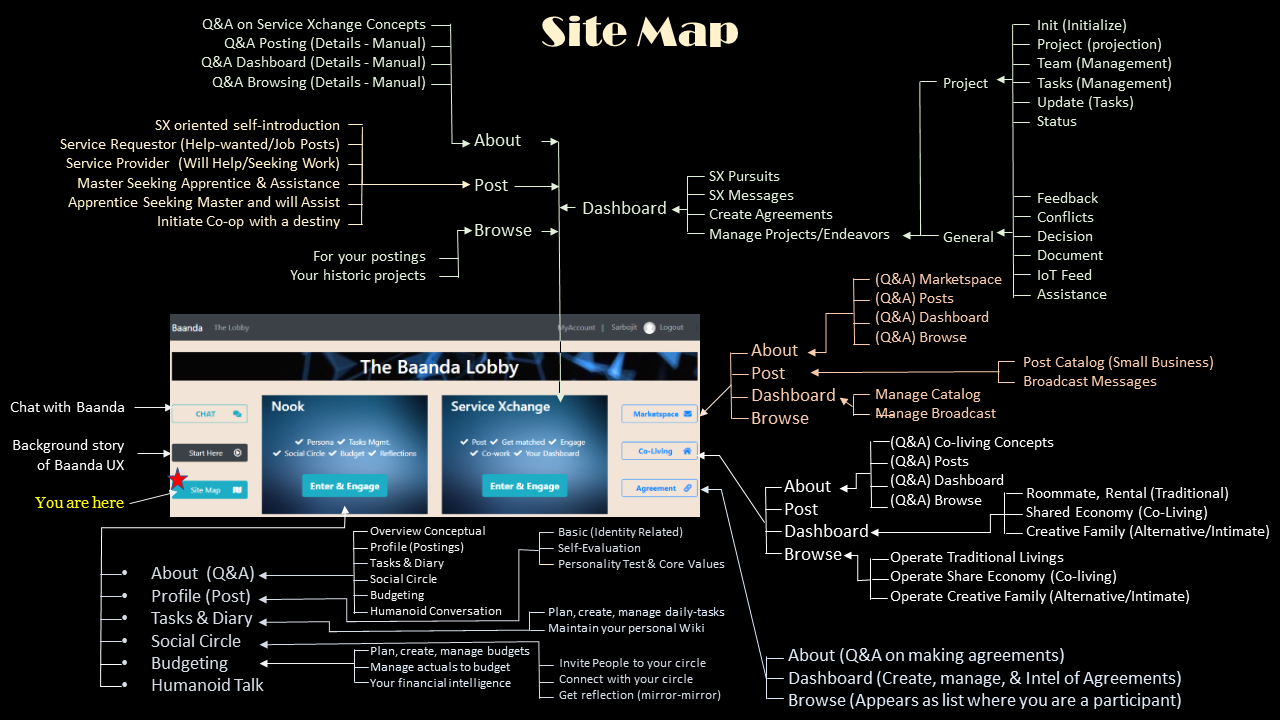 Site Map
Q&A on Service Xchange Concepts
Q&A Posting (Details - Manual)
Q&A Dashboard (Details - Manual)
Q&A Browsing (Details - Manual)
About
SX oriented self-introduction
Service Requestor (Help-wanted/Job Posts)
Service Provider (Will Help/Seeking Work)
Master Seeking Apprentice & Assistance
Apprentice Seeking Master and will Assist
Initiate Co-op with a destiny
Post
For your postings
Your historic projects
Browse
Dashboard
SX Pursuits
SX Messages
Create Agreements
Manage Projects/Endeavors
Project
Init (Initialize)
Project (projection)
Team (Management)
Tasks (Management)
Update (Tasks)
Status
General
Feedback
Conflicts
Decision
Document
IoT Feed
Assistance
Baanda The Lobby MyAccount | Sarbojit Logout
The Baanda Lobby
CHAT
Start Here
Site Map
Nook
✔ Persona ✔ Tasks Mgmt.
✔ Social Circle ✔ Budget ✔ Reflections
Enter & Engage
Service Xchange
✔ Post ✔ Get matched ✔ Engage
✔ Co-work ✔ Your Dashboard
Enter & Engage
Marketspace
Co-Living
Agreement
Chat with Baanda
Background story
of Baanda UX
You are here
About
Post
Dashboard
Browse
(Q&A) Marketspace
(Q&A) Posts
(Q&A) Dashboard
(Q&A) Browse
Post Catalog (Small Business)
Broadcast Messages
Manage Catalog
Manage Broadcast
About
Post
Dashboard
Browse
(Q&A) Co-living Concepts
(Q&A) Posts
(Q&A) Dashboard
(Q&A) Browse
Roommate, Rental (Traditional)
Shared Economy (Co-Living)
Creative Family (Alternative/Intimate)
Operate Traditional Livings
Operate Share Economy (Co-living)
Operate Creative Family (Alternative/Intimate)
About (Q&A on making agreements)
Dashboard (Create, manage, & Intel of Agreements)
Browse (Appears as list where you are a participant)
• About (Q&A)
• Profile (Post)
• Tasks & Diary
• Social Circle
• Budgeting
• Humanoid Talk
Overview Conceptual
Profile (Postings)
Tasks & Diary
Social Circle
Budgeting
Humanoid Conversation
Basic (Identity Related)
Self-Evaluation
Personality Test & Core Values
Plan, create, manage daily-tasks
Maintain your personal Wiki
Plan, create, manage budgets
Manage actuals to budget
Your financial intelligence
Invite People to your circle
Connect with your circle
Get reflection (mirror-mirror)